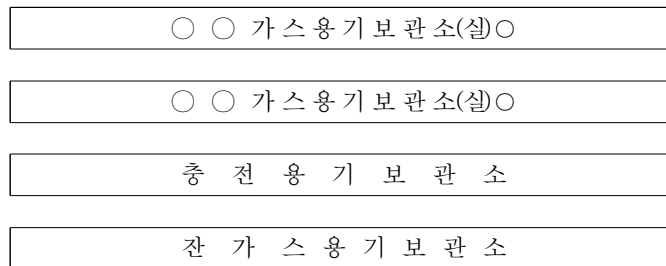 ○ ○ 가 스 용 기 보 관 소(실)○
○ ○ 가 스 용 기 보 관 소(실)○
충 전 용 기 보 관 소
잔 가 스 용 기 보 관 소